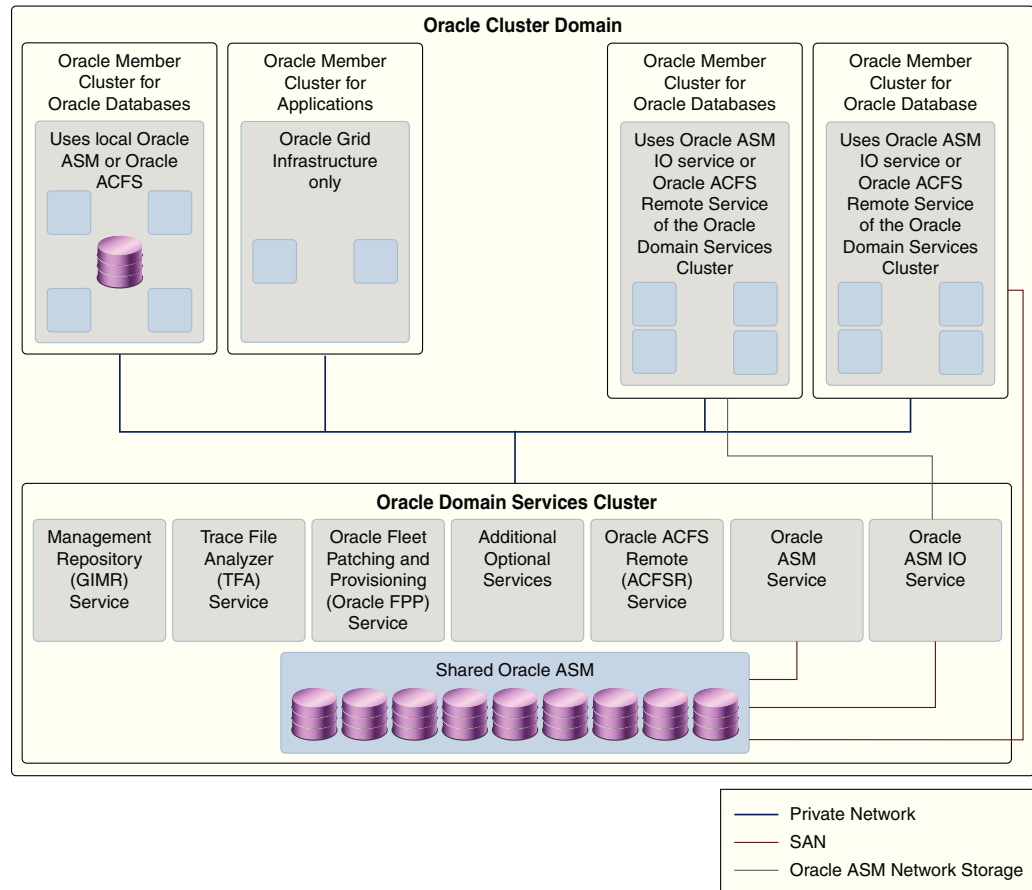 Oracle Cluster Domain
Oracle Member
Cluster for
Oracle Databases
Uses local Oracle
ASM or Oracle
ACFS
Oracle Member
Cluster for
Applications
Oracle Grid
Infrastructure
only
Oracle Member
Cluster for
Oracle Databases
Uses Oracle ASM
IO service or
Oracle ACFS
Remote Service
of the Oracle
Domain Services
Cluster
Oracle Member
Cluster for
Oracle Database
Uses Oracle ASM
IO service or
Oracle ACFS
Remote Service
of the Oracle
Domain Services
Cluster
Oracle Domain Services Cluster
Management
Repository
(GIMR)
Service
Trace File
Analyzer
(TFA)
Service
Oracle Fleet
Patching and
Provisioning
(Oracle FPP)
Service
Additional
Optional
Services
Oracle ACFS
Remote
(ACFSR)
Service
Oracle
ASM
Service
Oracle
ASM IO
Service
Shared Oracle ASM
Private Network
SAN
Oracle ASM Network Storage